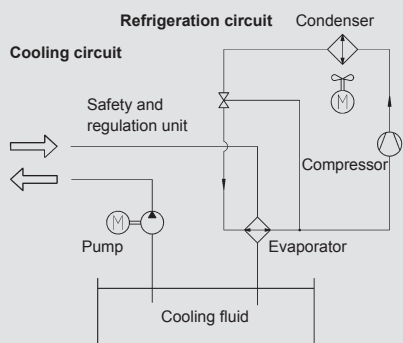 Refrigeration circuit
Condenser
Cooling circuit
Safety and
regulation unit
M
Compressor
M
Pump
Evaporator
Cooling fluid